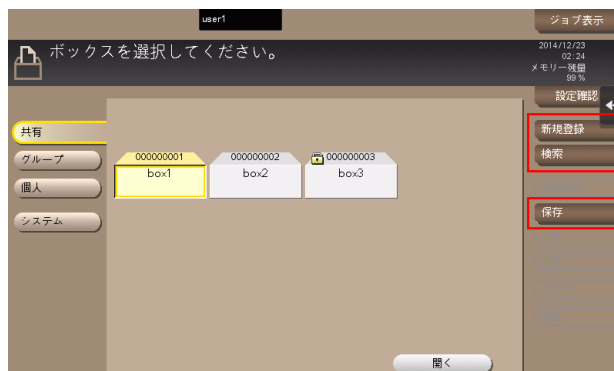 user1
ジョブ表示
ボックスを選択してください。
2014/12/23
02:24
メモリー残量
99 %
設定確認
共有
グループ
個人
システム
000000001
box1
000000002
box2
000000003
box3
新規登録
検索
保存
開く